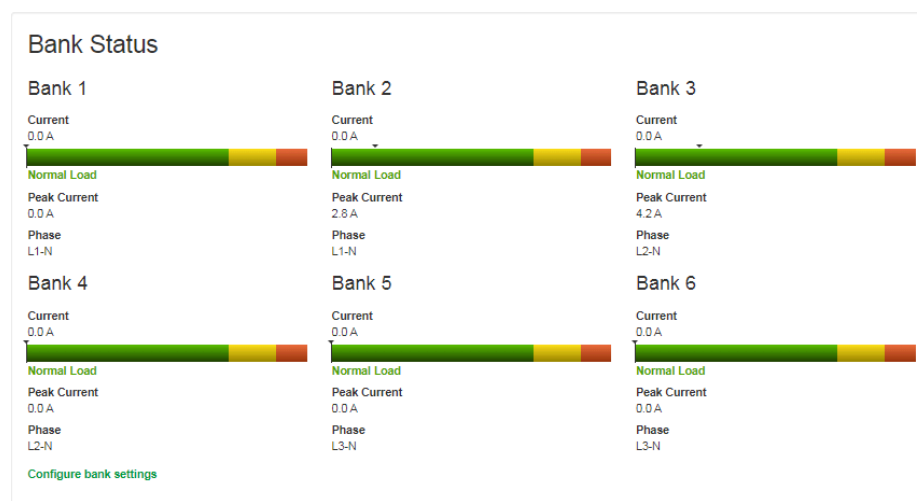 Bank Status
Bank 1
Current
0.0 A
Normal Load
Peak Current
0.0 A
Phase
L1-N
Bank 2
Current
0.0 A
Normal Load
Peak Current
2.8 A
Phase
L1-N
Bank 3
Current
0.0 A
Normal Load
Peak Current
4.2 A
Phase
L2-N
Bank 4
Current
0.0 A
Normal Load
Peak Current
0.0 A
Phase
L2-N
Bank 5
Current
0.0 A
Normal Load
Peak Current
0.0 A
Phase
L3-N
Bank 6
Current
0.0 A
Normal Load
Peak Current
0.0 A
Phase
L3-N
Configure bank settings